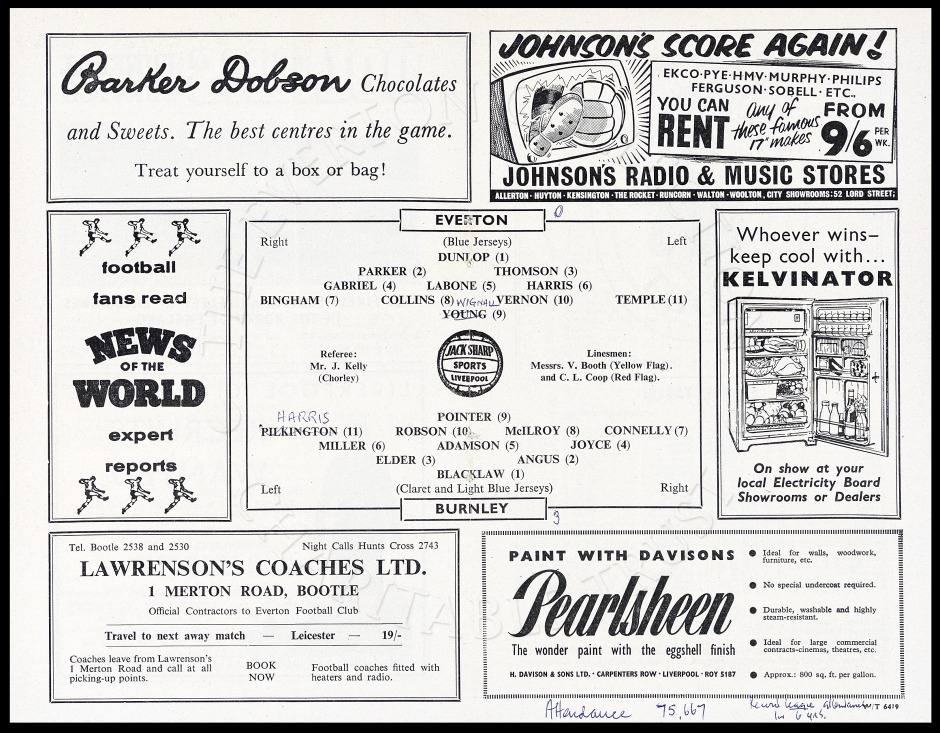 Barker Dobson Chocolates
and Sweets. The best centres in the game.
Treat yourself to a box or bag!
JOHNSON'S SCORE AGAIN!
EKCO·PYE·HMV·MURPHY·PHILIPS
FERGUSON·SOBELL·ETC.,
YOU CAN
RENT
any of
these famous
17" makes
FROM
9/6 PER WK.
JOHNSON'S RADIO & MUSIC STORES
ALLERTON · HUYTON · KENSINGTON · THE ROCKET · RUNCORN · WALTON · WOOLTON, CITY SHOWROOMS: 52 LORD STREET;
football
fans read
NEWS
OF THE
WORLD
expert
reports
EVERTON 0
Right (Blue Jerseys) Left
DUNLOP (1)
PARKER (2) THOMSON (3)
GABRIEL (4) LABONE (5) HARRIS (6)
BINGHAM (7) COLLINS (8) WIGNALL VERNON (10) TEMPLE (11)
YOUNG (9)
Referee:
Mr. J. Kelly
(Chorley)
JACK SHARP
SPORTS
LIVERPOOL
Linesmen:
Messrs. V. Booth (Yellow Flag).
and C. L. Coop (Red Flag).
POINTER (9)
HARRIS
PILKINGTON (11) ROBSON (10) McILROY (8) CONNELLY (7)
MILLER (6) ADAMSON (5) JOYCE (4)
ELDER (3) ANGUS (2)
BLACKLAW (1)
Left (Claret and Light Blue Jerseys) Right
BURNLEY 3
Whoever wins–
keep cool with...
KELVINATOR
On show at your
local Electricity Board
Showrooms or Dealers
Tel. Bootle 2538 and 2530 Night Calls Hunts Cross 2743
LAWRENSON'S COACHES LTD.
1 MERTON ROAD, BOOTLE
Official Contractors to Everton Football Club
Travel to next away match — Leicester — 19/-
Coaches leave from Lawrenson's
1 Merton Road and call at all
picking-up points.
BOOK
NOW
Football coaches fitted with
heaters and radio.
PAINT WITH DAVISONS
Pearlsheen
The wonder paint with the eggshell finish
H. DAVISON & SONS LTD. · CARPENTERS ROW · LIVERPOOL · ROY 5187
● Ideal for walls, woodwork,
furniture, etc.
● No special undercoat required.
● Durable, washable and highly
steam-resistant.
● Ideal for large commercial
contracts-cinemas, theatres, etc.
● Approx.: 800 sq. ft. per gallon.
Attendance 75,667
Record league attendance
in 6 yrs.
W/T 6419